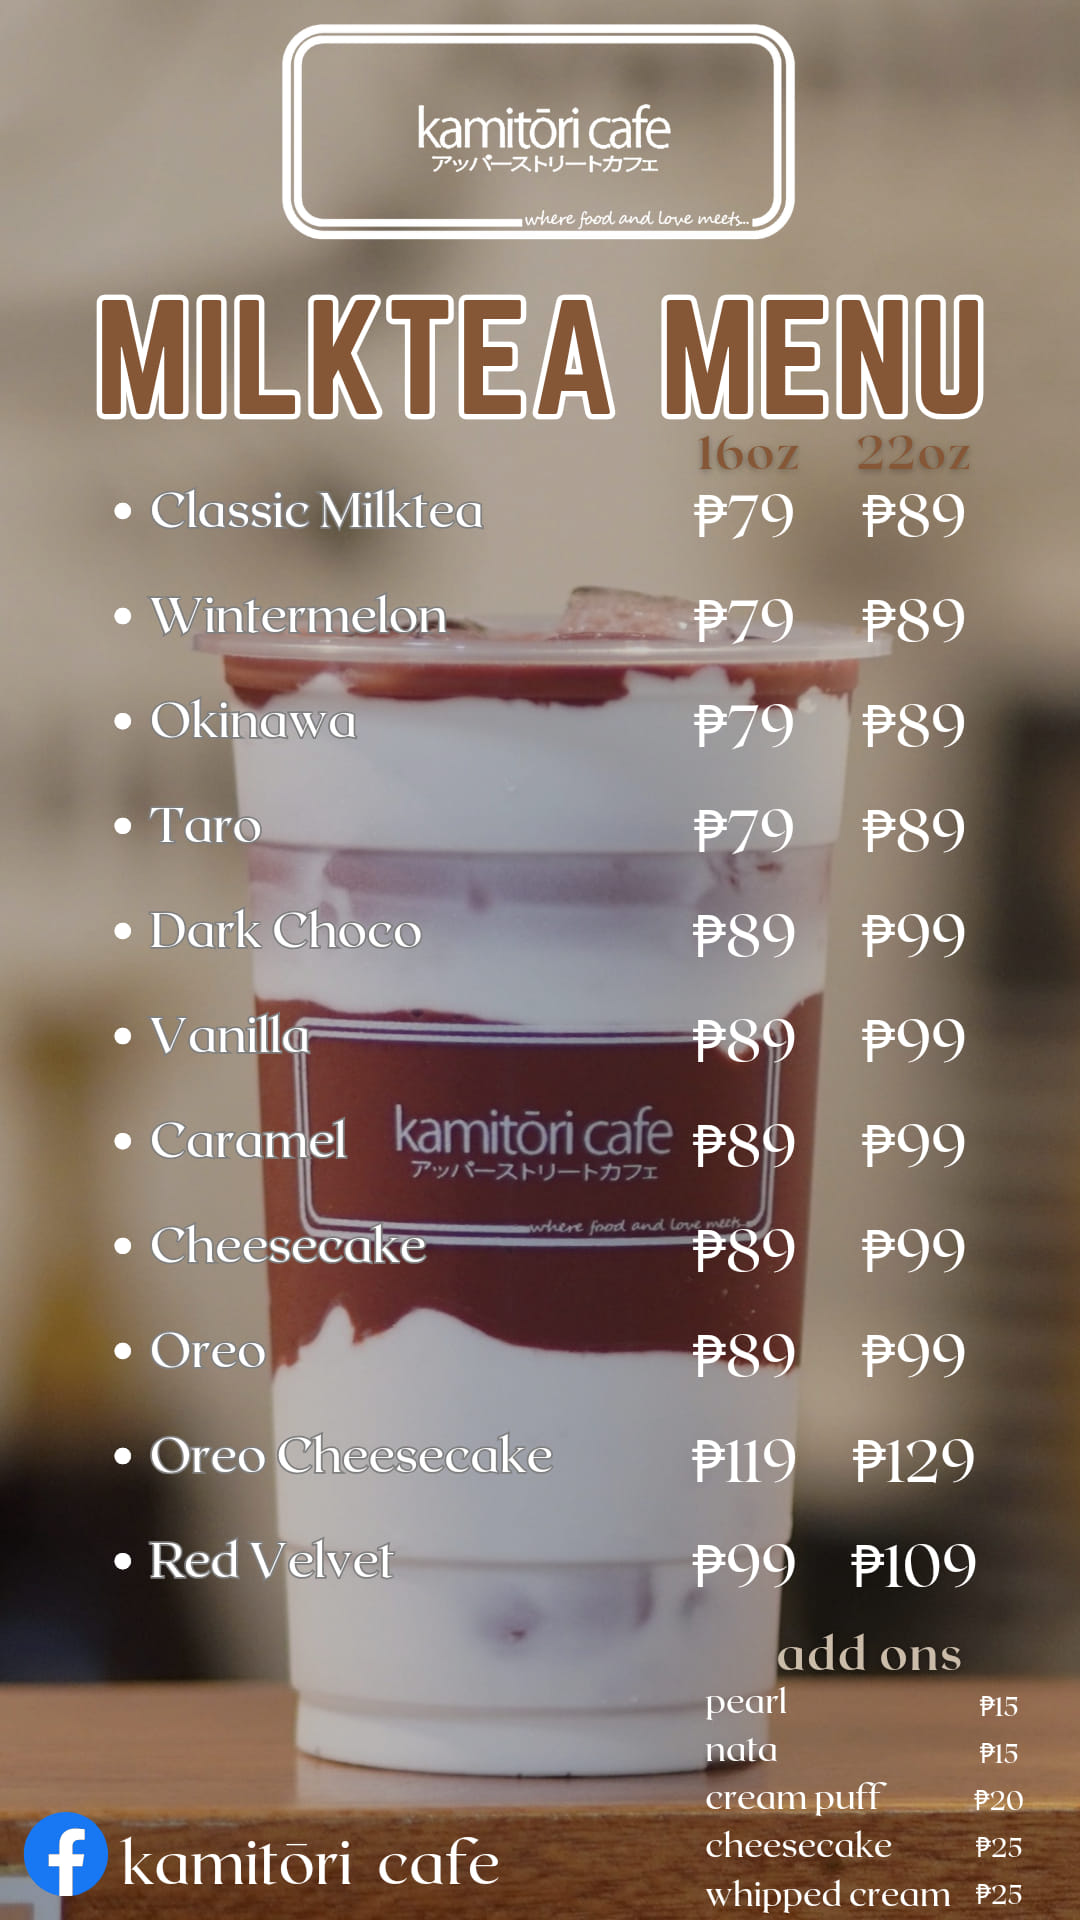 kamitōri cafe
アッパーストリートカフェ
where food and love meets...
MILKTEA MENU
16oz 22oz
• Classic Milktea ₱79 ₱89
• Wintermelon ₱79 ₱89
• Okinawa ₱79 ₱89
• Taro ₱79 ₱89
• Dark Choco ₱89 ₱99
• Vanilla ₱89 ₱99
kamitōri cafe
アッパーストリートカフェ
where food and love meets...
• Caramel ₱89 ₱99
• Cheesecake ₱89 ₱99
• Oreo ₱89 ₱99
• Oreo Cheesecake ₱119 ₱129
• Red Velvet ₱99 ₱109
add ons
pearl ₱15
nata ₱15
cream puff ₱20
cheesecake ₱25
whipped cream ₱25
kamitōri cafe